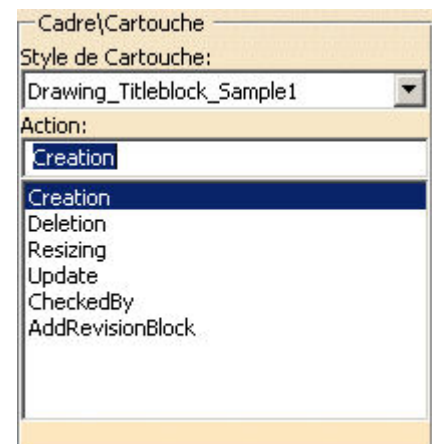 Cadre\Cartouche
Style de Cartouche:
Drawing_Titleblock_Sample1
Action:
Creation
Creation
Deletion
Resizing
Update
CheckedBy
AddRevisionBlock